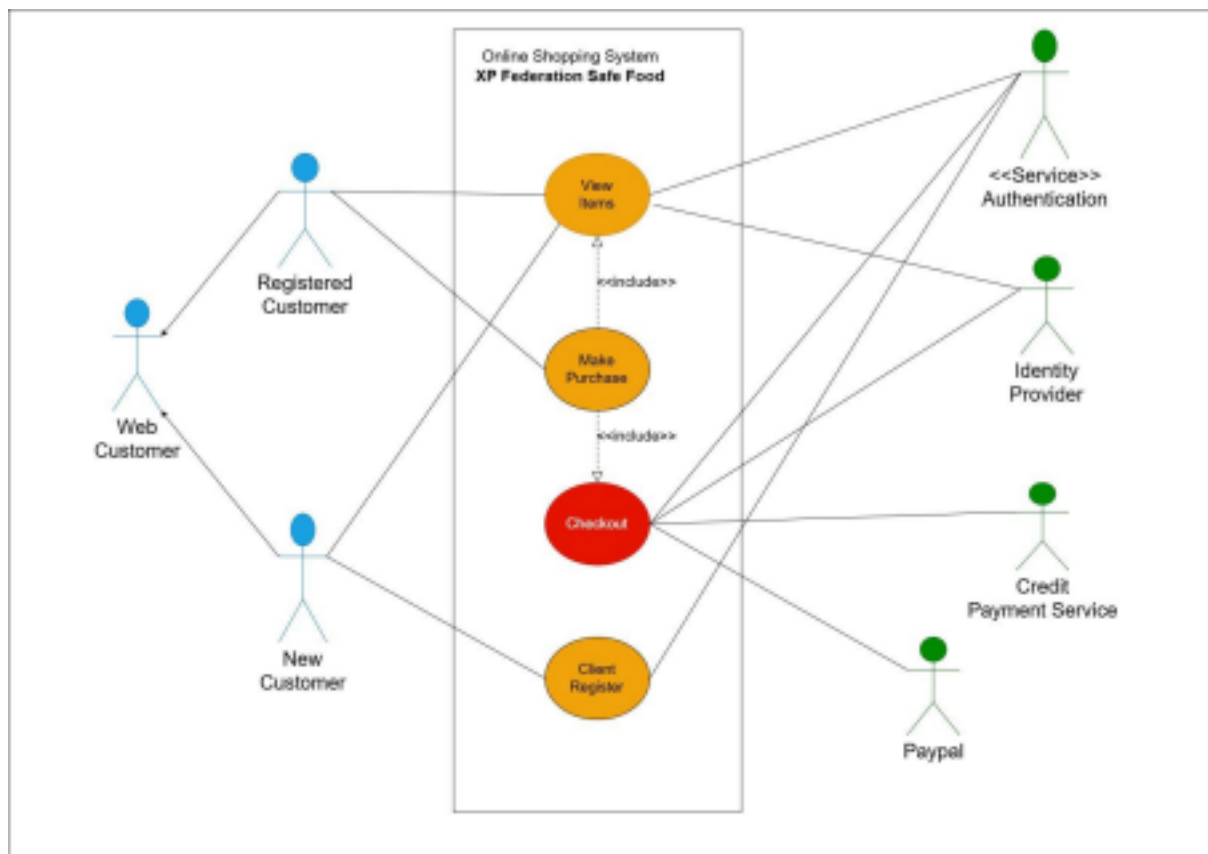 Online Shopping System
XP Federation Safe Food
View
Items
<<Service>>
Authentication
Registered
Customer
<<include>>
Make
Purchase
Identity
Provider
Web
Customer
<<include>>
Checkout
Credit
Payment Service
New
Customer
Client
Register
Paypal